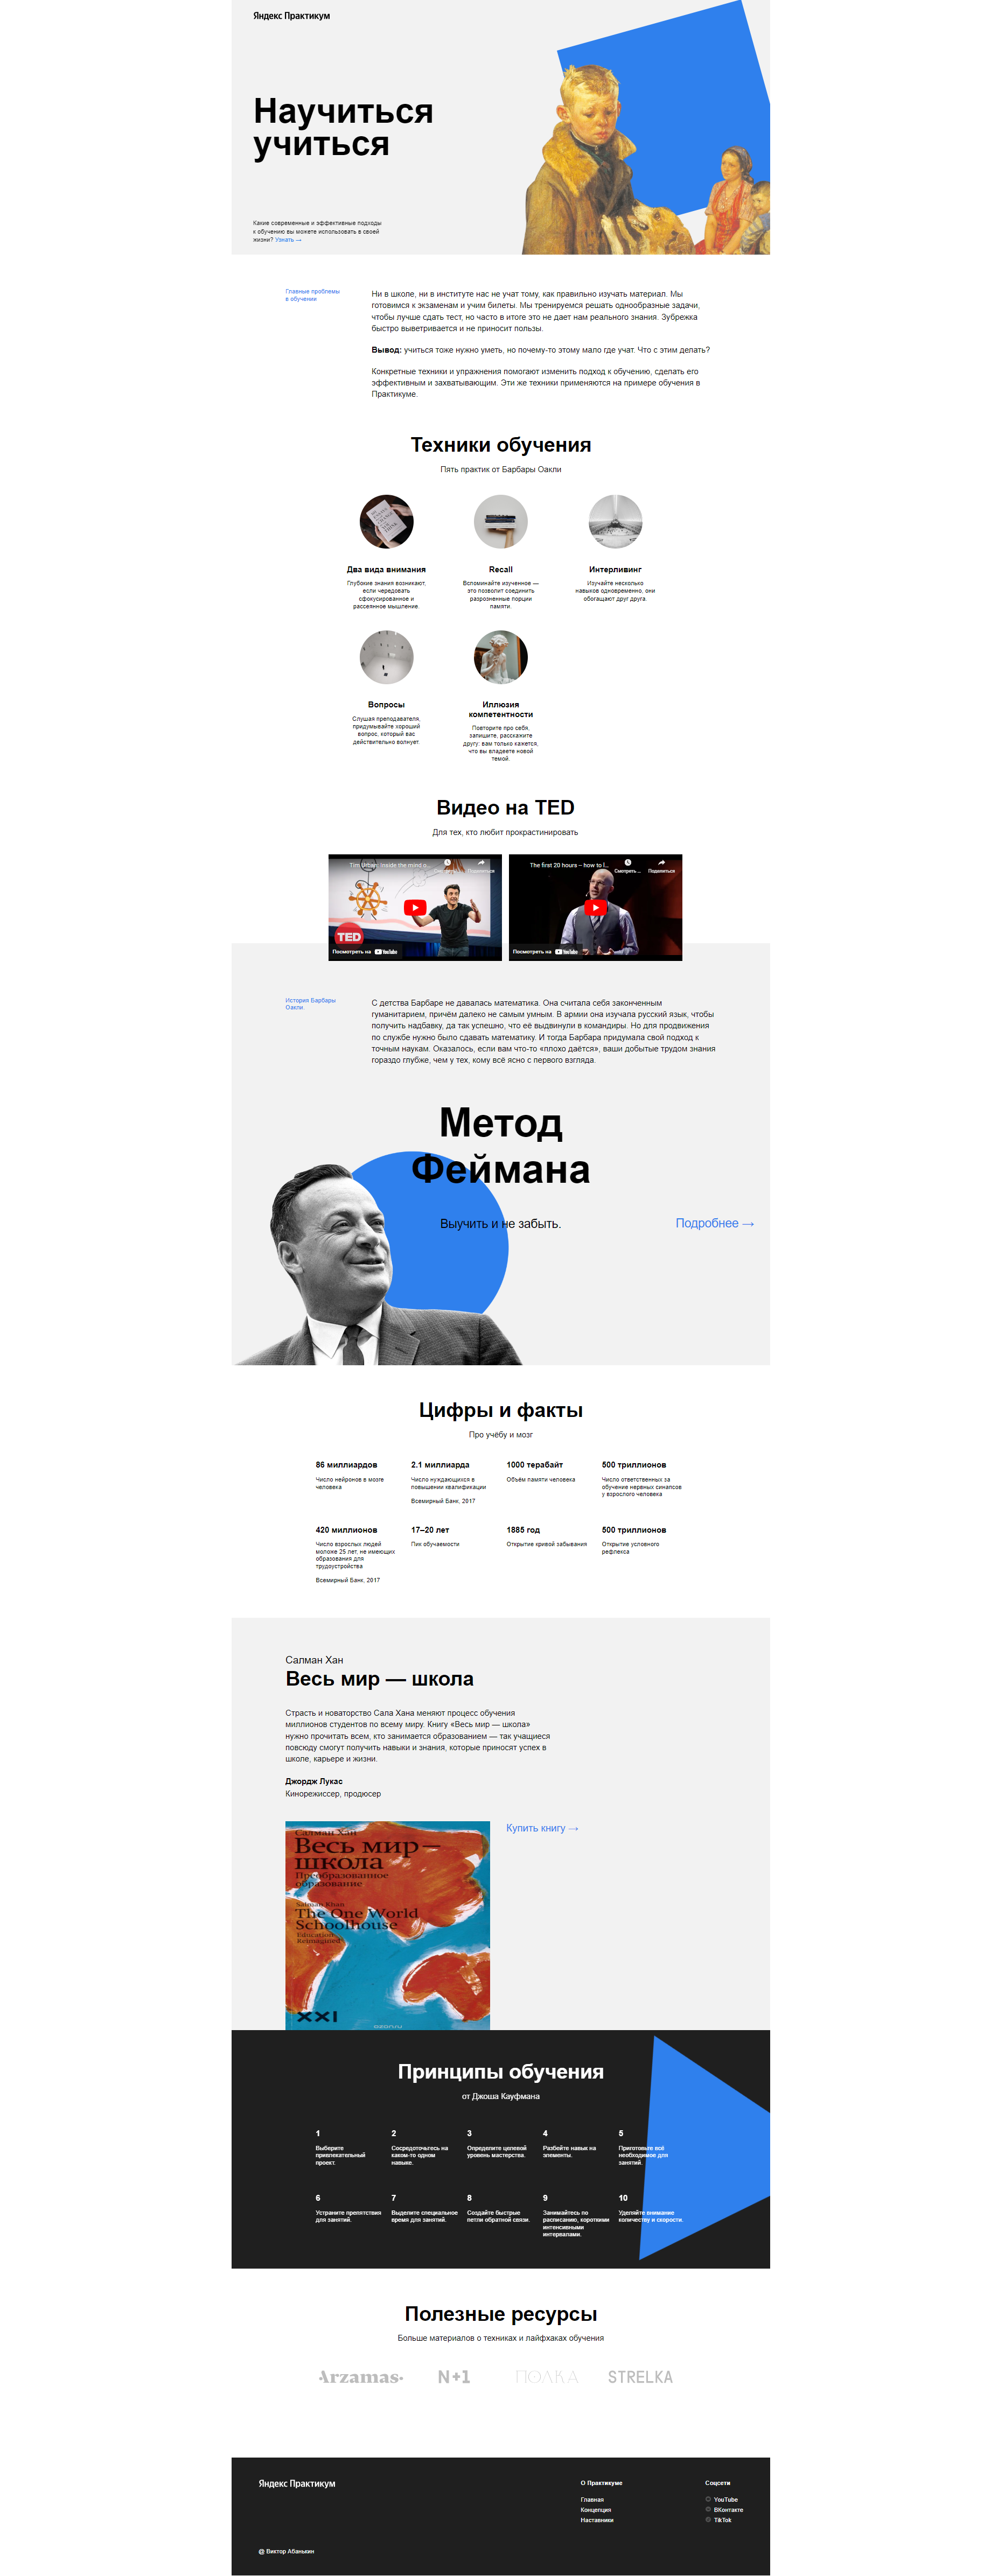 Яндекс Практикум
Научиться
учиться
Какие современные и эффективные подходы
к обучению вы можете использовать в своей
жизни? Узнать →
Главные проблемы
в обучении
Ни в школе, ни в институте нас не учат тому, как правильно изучать материал. Мы
готовимся к экзаменам и учим билеты. Мы тренируемся решать однообразные задачи,
чтобы лучше сдать тест, но часто в итоге это не дает нам реального знания. Зубрежка
быстро выветривается и не приносит пользы.
Вывод: учиться тоже нужно уметь, но почему-то этому мало где учат. Что с этим делать?
Конкретные техники и упражнения помогают изменить подход к обучению, сделать его
эффективным и захватывающим. Эти же техники применяются на примере обучения в
Практикуме.
Техники обучения
Пять практик от Барбары Оакли
Два вида внимания
Глубокие знания возникают,
если чередовать
сфокусированное и
рассеянное мышление.
Recall
Вспоминайте изученное —
это позволит соединить
разрозненные порции
памяти.
Интерливинг
Изучайте несколько
навыков одновременно, они
обогащают друг друга.
Вопросы
Слушая преподавателя,
придумывайте хороший
вопрос, который вас
действительно волнует.
Иллюзия
компетентности
Повторите про себя,
запишите, расскажите
другу: вам только кажется,
что вы владеете новой
темой.
Видео на TED
Для тех, кто любит прокрастинировать
Tim Urban: Inside the mind o...
Смотреть ...
Поделиться
TED
Посмотреть на YouTube
The first 20 hours – how to l...
Смотреть ...
Поделиться
Посмотреть на YouTube
История Барбары
Оакли.
С детства Барбаре не давалась математика. Она считала себя законченным
гуманитарием, причём далеко не самым умным. В армии она изучала русский язык, чтобы
получить надбавку, да так успешно, что её выдвинули в командиры. Но для продвижения
по службе нужно было сдавать математику. И тогда Барбара придумала свой подход к
точным наукам. Оказалось, если вам что-то «плохо даётся», ваши добытые трудом знания
гораздо глубже, чем у тех, кому всё ясно с первого взгляда.
Метод
Феймана
Выучить и не забыть.
Подробнее →
Цифры и факты
Про учёбу и мозг
86 миллиардов
Число нейронов в мозге
человека
2.1 миллиарда
Число нуждающихся в
повышении квалификации
Всемирный Банк, 2017
1000 терабайт
Объём памяти человека
500 триллионов
Число ответственных за
обучение нервных синапсов
у взрослого человека
420 миллионов
Число взрослых людей
моложе 25 лет, не имеющих
образования для
трудоустройства
Всемирный Банк, 2017
17–20 лет
Пик обучаемости
1885 год
Открытие кривой забывания
500 триллионов
Открытие условного
рефлекса
Салман Хан
Весь мир — школа
Страсть и новаторство Сала Хана меняют процесс обучения
миллионов студентов по всему миру. Книгу «Весь мир — школа»
нужно прочитать всем, кто занимается образованием — так учащиеся
повсюду смогут получить навыки и знания, которые приносят успех в
школе, карьере и жизни.
Джордж Лукас
Кинорежиссер, продюсер
Салман Хан
Весь мир—
школа
Преобразованное
образование
Salman Khan
The One World
Schoolhouse
Education
Reimagined
XXI
Купить книгу →
Принципы обучения
от Джоша Кауфмана
1
Выберите
привлекательный
проект.
2
Сосредоточьтесь на
каком-то одном
навыке.
3
Определите целевой
уровень мастерства.
4
Разбейте навык на
элементы.
5
Приготовьте всё
необходимое для
занятий.
6
Устраните препятствия
для занятий.
7
Выделите специальное
время для занятий.
8
Создайте быстрые
петли обратной связи.
9
Занимайтесь по
расписанию, короткими
интенсивными
интервалами.
10
Уделяйте внимание
количеству и скорости.
Полезные ресурсы
Больше материалов о техниках и лайфхаках обучения
Arzamas
N+1
ПОЛКА
STRELKA
Яндекс Практикум
О Практикуме
Главная
Концепция
Наставники
Соцсети
YouTube
ВКонтакте
TikTok
@ Виктор Абанькин